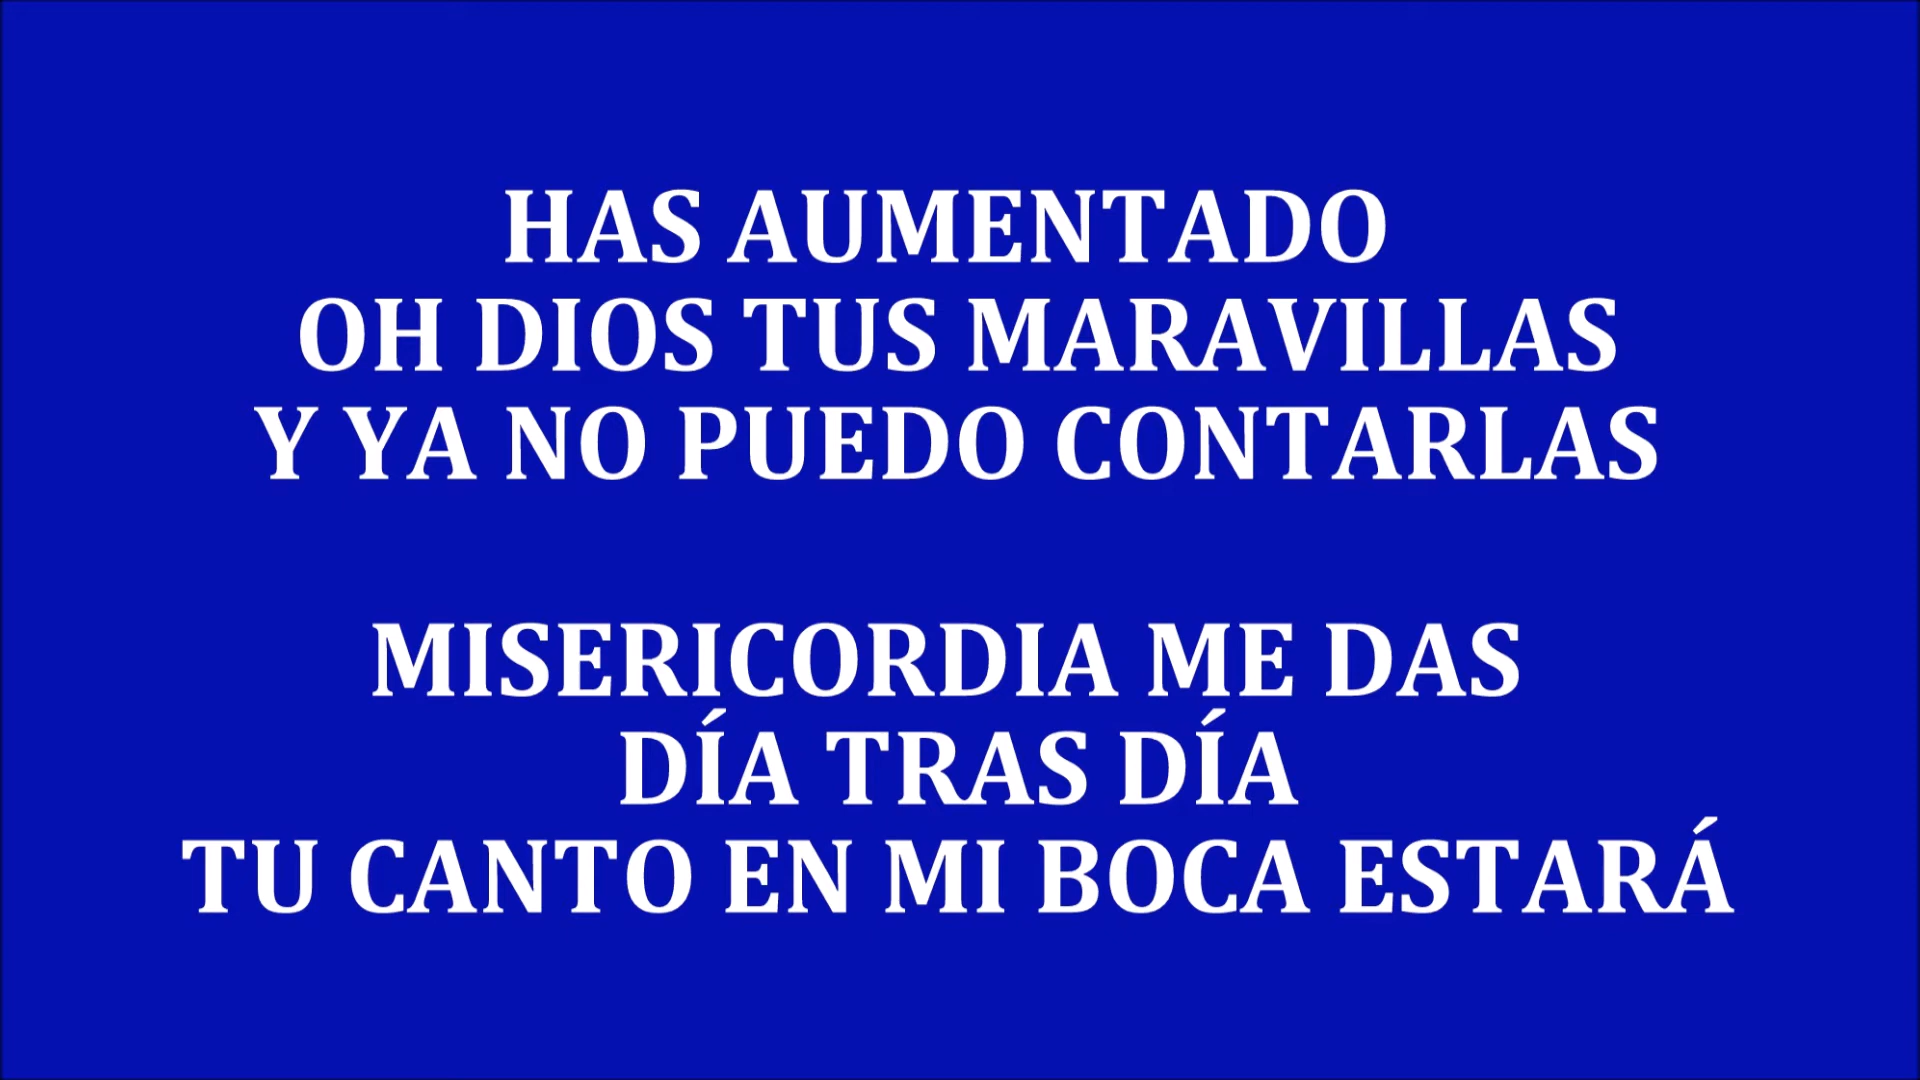 HAS AUMENTADO
OH DIOS TUS MARAVILLAS
Y YA NO PUEDO CONTARLAS
MISERICORDIA ME DAS
DÍA TRAS DÍA
TU CANTO EN MI BOCA ESTARÁ